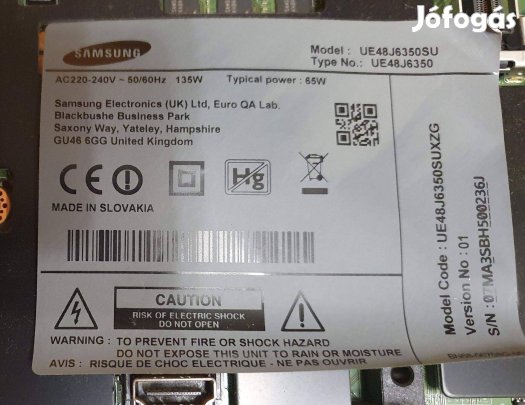 Jófogás
SAMSUNG
Model : UE48J6350SU
Type No.: UE48J6350
AC220-240V ~ 50/60Hz 135W Typical power : 65W
Samsung Electronics (UK) Ltd, Euro QA Lab.
Blackbushe Business Park
Saxony Way, Yateley, Hampshire
GU46 6GG United Kingdom
Hg
MADE IN SLOVAKIA
CAUTION
RISK OF ELECTRIC SHOCK
DO NOT OPEN
WARNING : TO PREVENT FIRE OR SHOCK HAZARD
DO NOT EXPOSE THIS UNIT TO RAIN OR MOISTURE
AVIS : RISQUE DE CHOC ELECTRIQUE - NE PAS OUVRIR
Model Code : UE48J6350SUXZG
Version No : 01
S/N : 07MA3SBH500236J